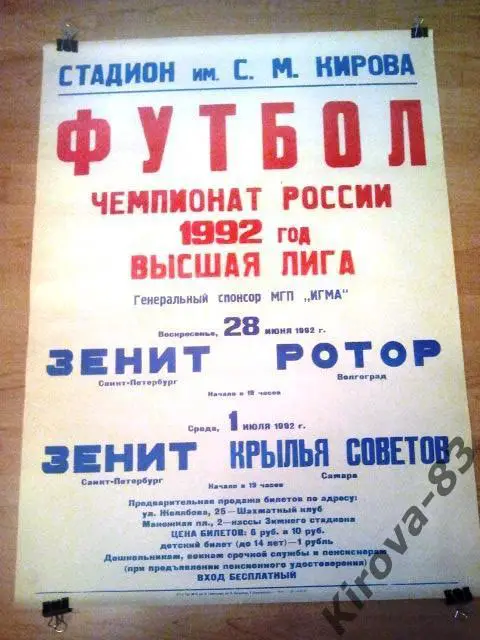 СТАДИОН им. С. М. КИРОВА
ФУТБОЛ
ЧЕМПИОНАТ РОССИИ
1992 год
ВЫСШАЯ ЛИГА
Генеральный спонсор МГП „ИГМА"
Воскресенье, 28 ИЮНЯ 1992 г.
ЗЕНИТ РОТОР
Санкт-Петербург Волгоград
Начало в 19 часов
Среда, 1 ИЮЛЯ 1992 г.
ЗЕНИТ КРЫЛЬЯ СОВЕТОВ
Санкт-Петербург Самара
Начало в 19 часов
Предварительная продажа билетов по адресу:
ул. Желябова, 25—Шахматный клуб
Манежная пл., 2—кассы Зимнего стадиона
ЦЕНА БИЛЕТОВ: 6 руб. и 10 руб.
детский билет (до 14 лет)—1 рубль
Дошкольникам, воинам срочной службы и пенсионерам
(при предъявлении пенсионного удостоверения)
ВХОД БЕСПЛАТНЫЙ
Kirova-83